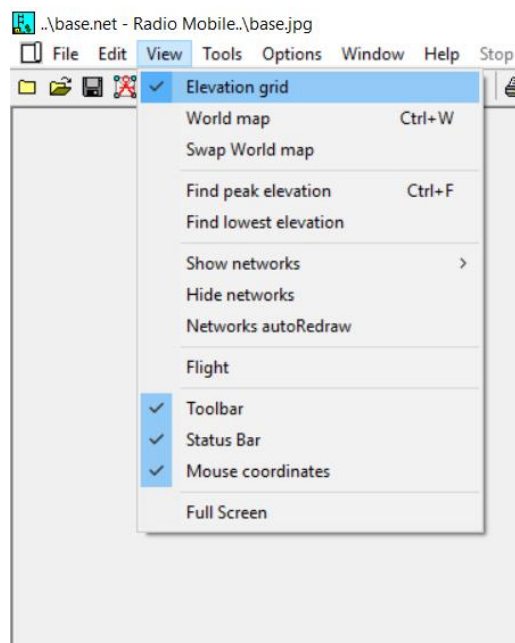 ..\base.net - Radio Mobile..\base.jpg
File Edit View Tools Options Window Help Stop
Elevation grid
World map Ctrl+W
Swap World map
Find peak elevation Ctrl+F
Find lowest elevation
Show networks
Hide networks
Networks autoRedraw
Flight
Toolbar
Status Bar
Mouse coordinates
Full Screen